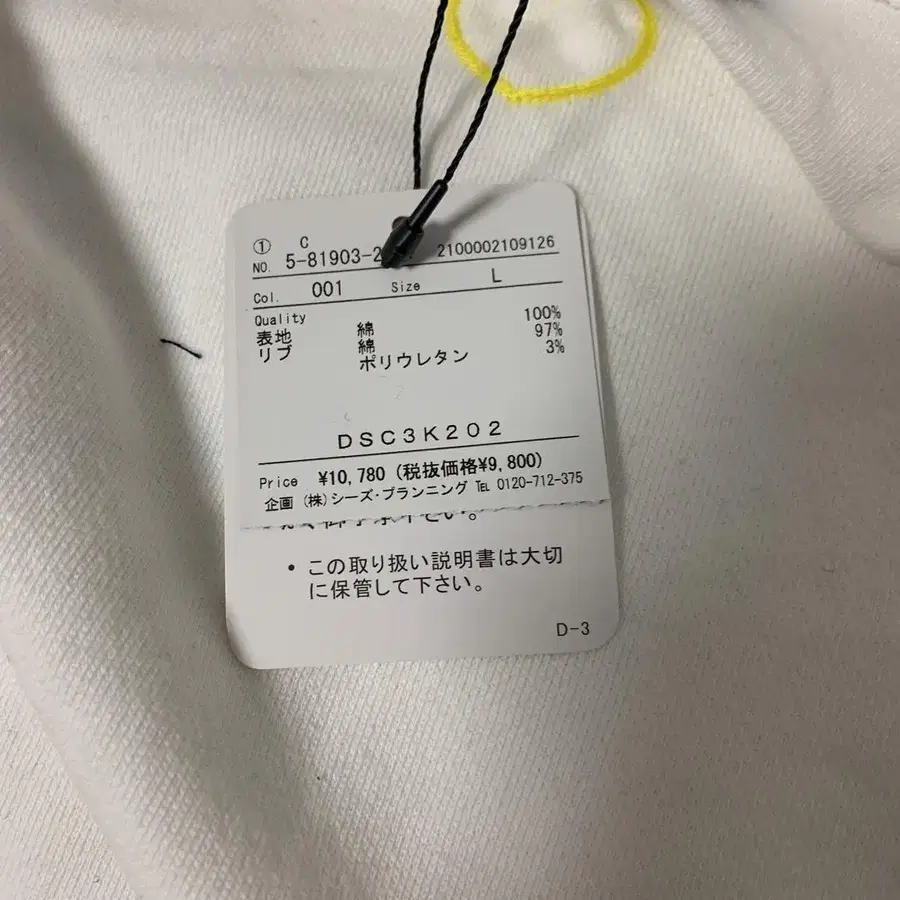 ① C
NO. 5-81903-2 2100002109126
Col. 001 Size L
Quality 100%
表地 綿 97%
リブ 綿 3%
ポリウレタン
DSC3K202
Price ¥10,780 (税抜価格¥9,800)
企画 (株)シーズ・プランニング TEL 0120-712-375
・この取り扱い説明書は大切
に保管して下さい。
D-3